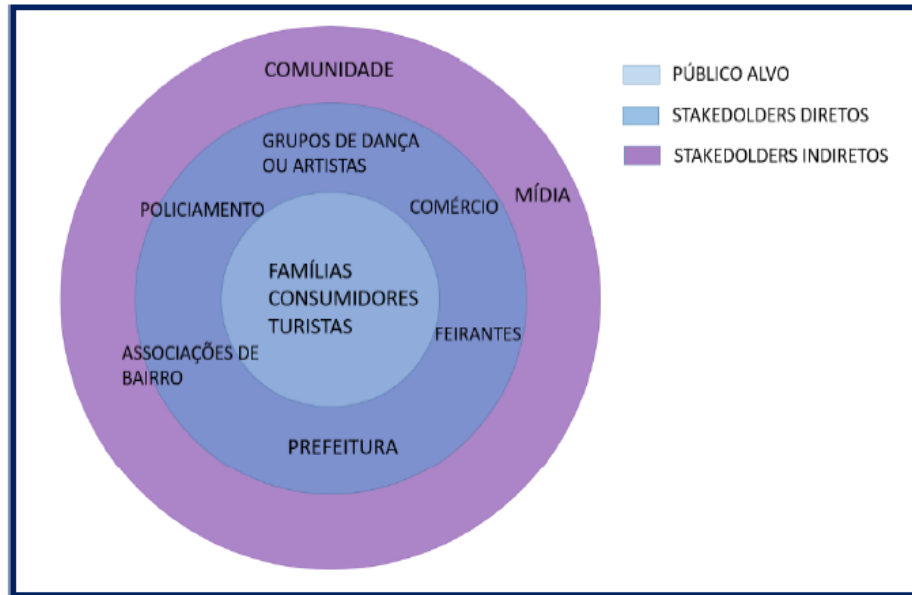 COMUNIDADE
GRUPOS DE DANÇA
OU ARTISTAS
POLICIAMENTO
COMÉRCIO
MÍDIA
FAMÍLIAS
CONSUMIDORES
TURISTAS
FEIRANTES
ASSOCIAÇÕES DE
BAIRRO
PREFEITURA
PÚBLICO ALVO
STAKEDOLDERS DIRETOS
STAKEDOLDERS INDIRETOS